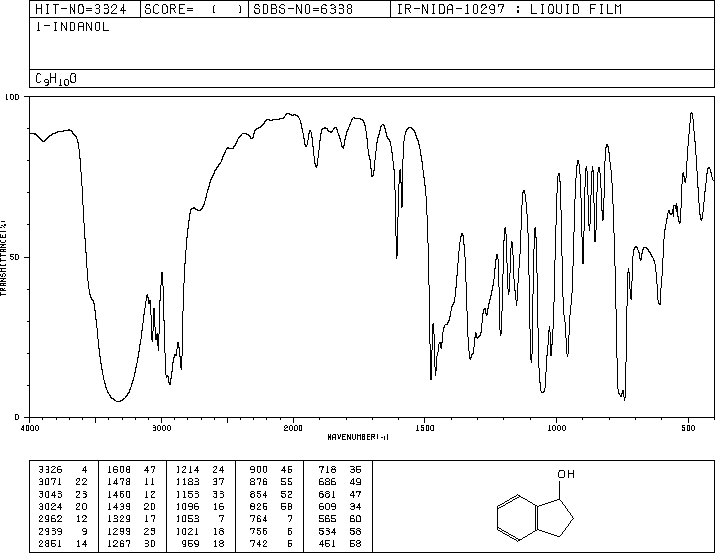 HIT-NO=3324 SCORE= ( ) SDBS-NO=6338 IR-NIDA-10297 : LIQUID FILM
1-INDANOL
C9H10O
100
50
0
TRANSMITTANCE(%)
4000 3000 2000 1500 1000 500
WAVENUMBER(-1)
3326 4 1608 47 1214 24 900 46 718 35
3071 22 1478 11 1183 37 876 55 686 49
3043 23 1460 12 1153 33 854 52 681 47
3024 20 1439 20 1096 16 826 58 609 34
2962 12 1329 17 1053 7 764 7 565 60
2939 9 1299 23 1021 18 756 6 534 58
2851 14 1267 30 959 18 742 6 451 58
OH